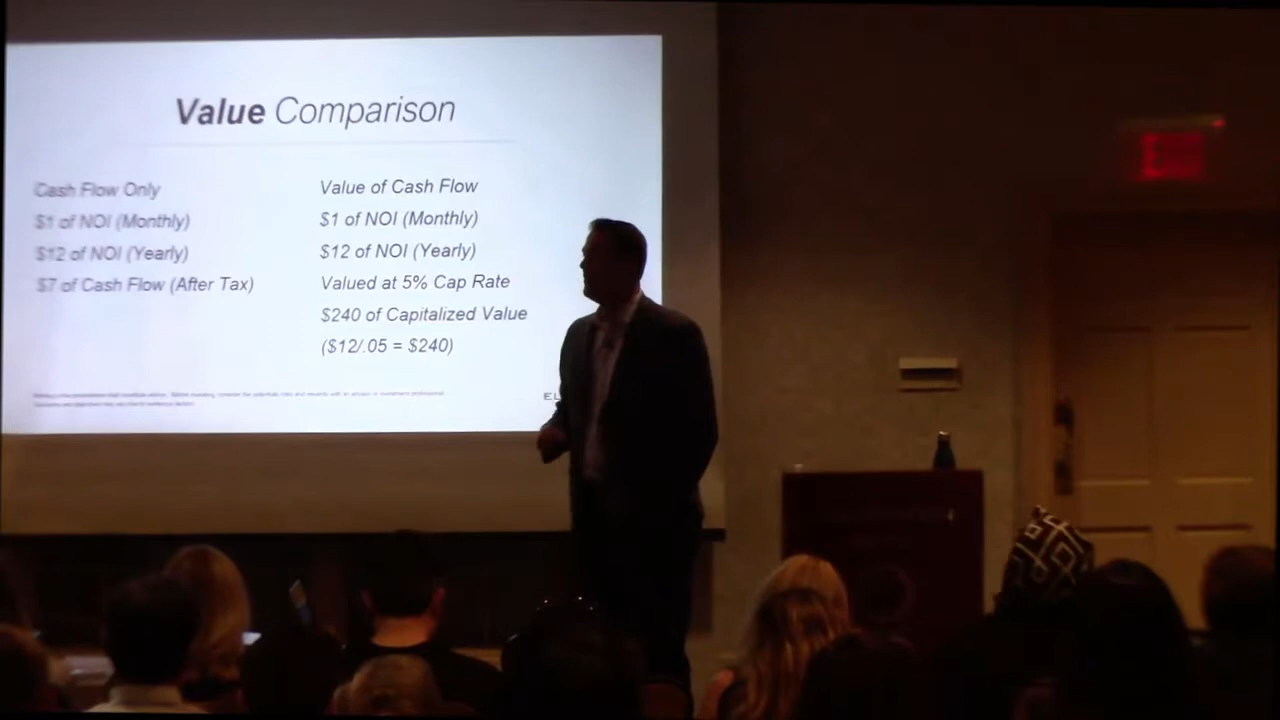 Value Comparison
Cash Flow Only
$1 of NOI (Monthly)
$12 of NOI (Yearly)
$7 of Cash Flow (After Tax)
Value of Cash Flow
$1 of NOI (Monthly)
$12 of NOI (Yearly)
Valued at 5% Cap Rate
$240 of Capitalized Value
($12/.05 = $240)